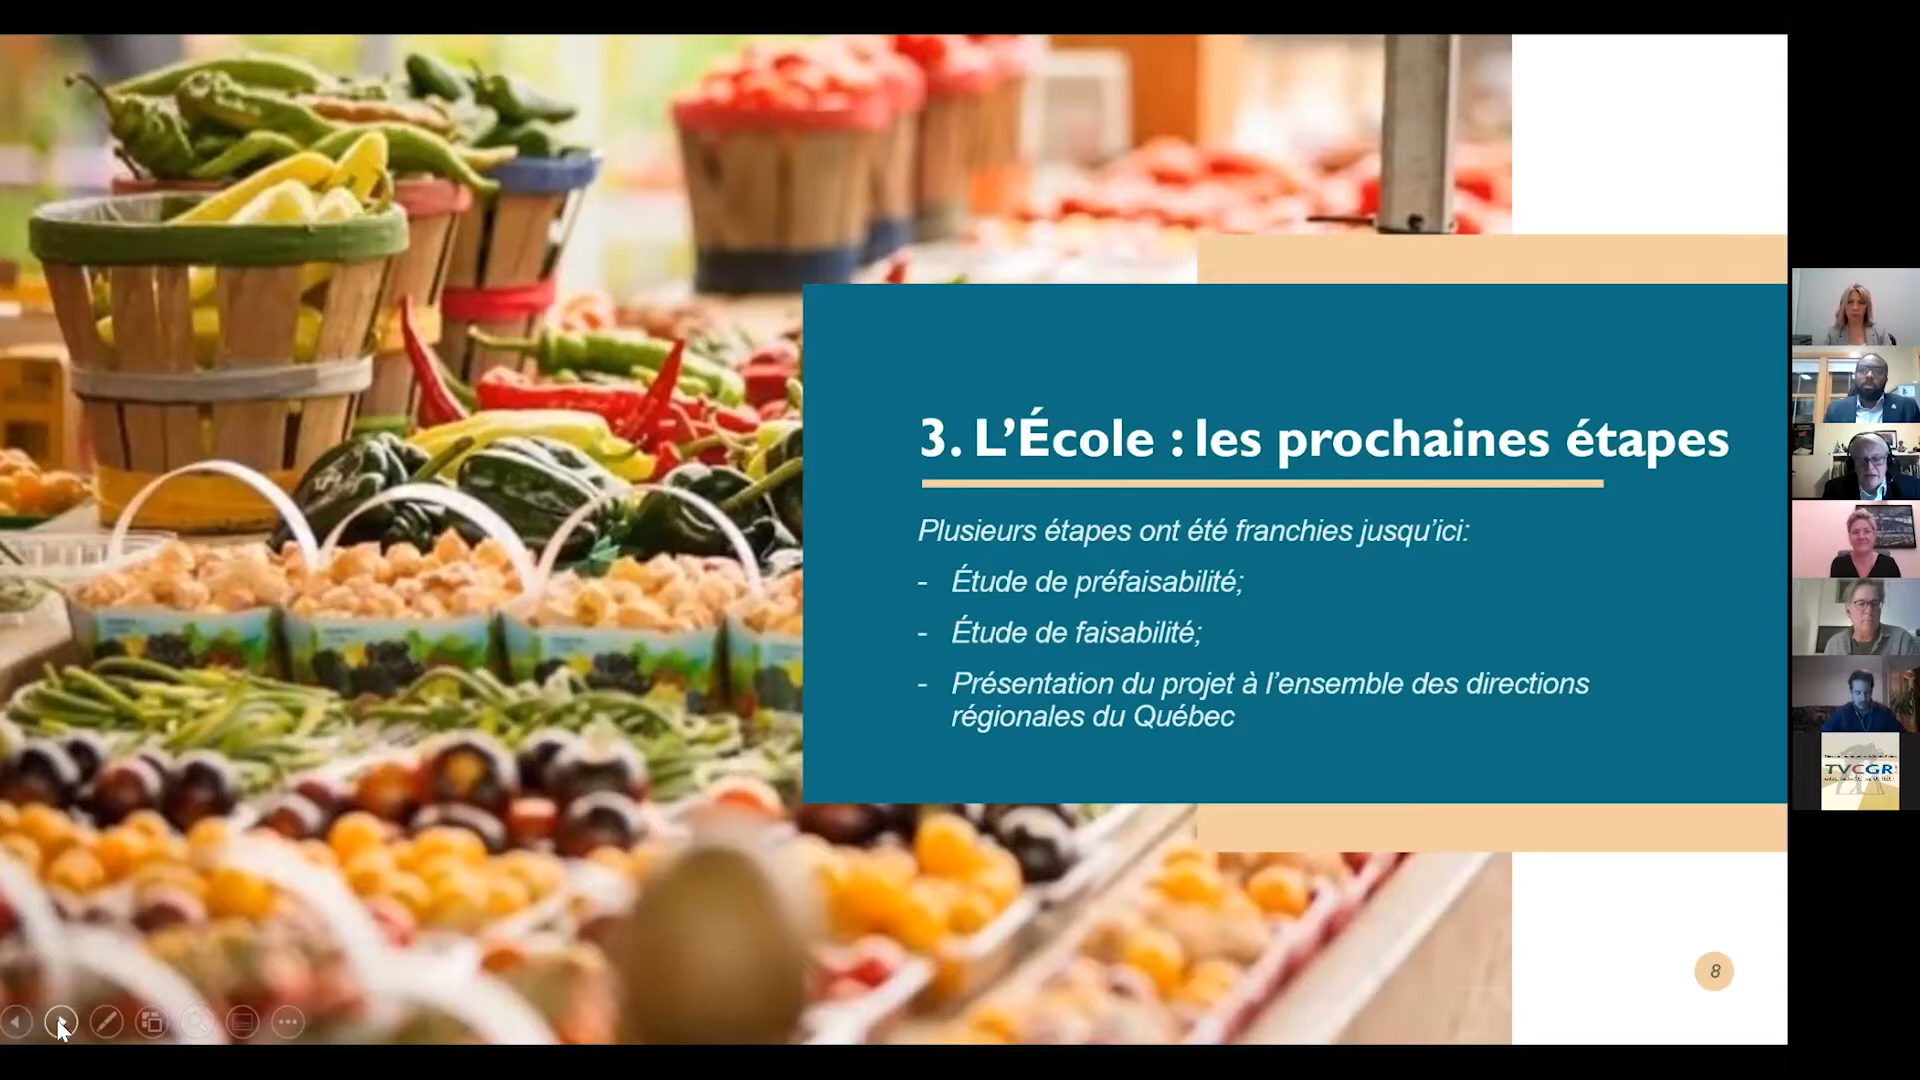 3. L’École : les prochaines étapes
Plusieurs étapes ont été franchies jusqu’ici:
- Étude de préfaisabilité;
- Étude de faisabilité;
- Présentation du projet à l’ensemble des directions
régionales du Québec
8
TVCGR